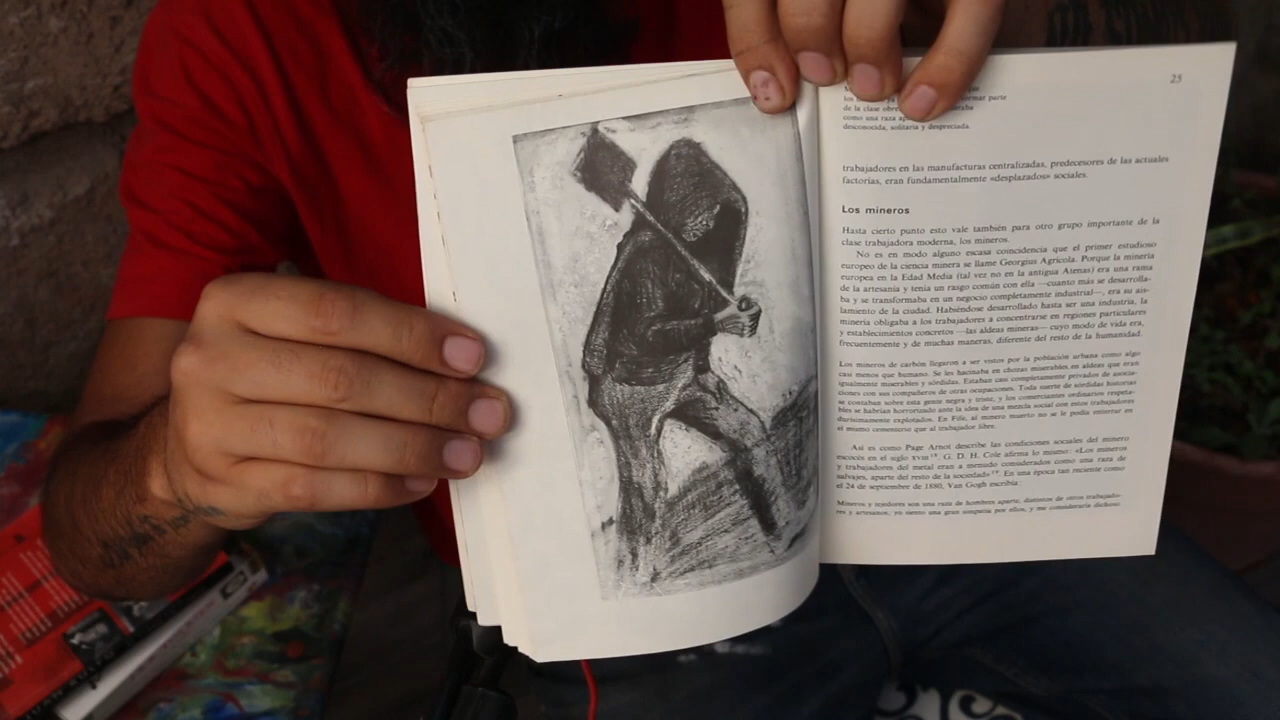 25
los
formar parte
de la clase
como una raza
desconocida, solitaria y despreciada.
trabajadores en las manufacturas centralizadas, predecesores de las actuales
factorías, eran fundamentalmente «desplazados» sociales.
Los mineros
Hasta cierto punto esto vale también para otro grupo importante de la
clase trabajadora moderna, los mineros.
No es en modo alguno escasa coincidencia que el primer estudioso
europeo de la ciencia minera se llame Georgius Agrícola. Porque la minería
europea en la Edad Media (tal vez no en la antigua Atenas) era una rama
de la artesanía y tenía un rasgo común con ella —cuanto más se desarrolla-
ba y se transformaba en un negocio completamente industrial—, era su ais-
lamiento de la ciudad. Habiéndose desarrollado hasta ser una industria, la
minería obligaba a los trabajadores a concentrarse en regiones particulares
y establecimientos concretos —las aldeas mineras— cuyo modo de vida era,
frecuentemente y de muchas maneras, diferente del resto de la humanidad.
Los mineros de carbón llegaron a ser vistos por la población urbana como algo
casi menos que humano. Se les hacinaba en chozas miserables en aldeas que eran
igualmente miserables y sórdidas. Estaban casi completamente privados de asocia-
ciones con sus compañeros de otras ocupaciones. Toda suerte de sórdidas historias
se contaban sobre esta gente negra y triste, y los comerciantes ordinarios respeta-
bles se habrían horrorizado ante la idea de una mezcla social con estos trabajadores
durísimamente explotados. En Fife, al minero muerto no se le podía enterrar en
el mismo cementerio que al trabajador libre.
Así es como Page Arnot describe las condiciones sociales del minero
escocés en el siglo XVIII 18. G. D. H. Cole afirma lo mismo: «Los mineros
y trabajadores del metal eran a menudo considerados como una raza de
salvajes, aparte del resto de la sociedad» 19. En una época tan reciente como
el 24 de septiembre de 1880, Van Gogh escribía:
Mineros y tejedores son una raza de hombres aparte, distintos de otros trabajado-
res y artesanos, yo siento una gran simpatía por ellos, y me consideraría dichoso